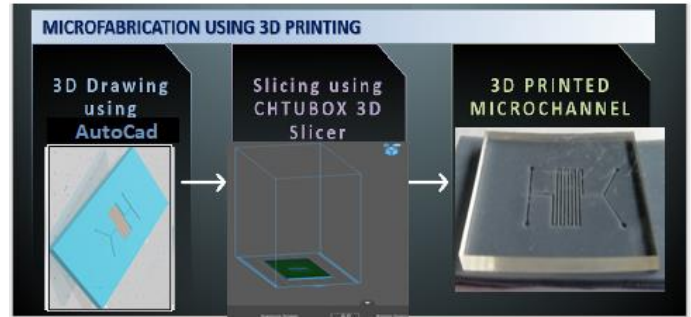 MICROFABRICATION USING 3D PRINTING
3D Drawing
using
AutoCad
Slicing using
CHTUBOX 3D
Slicer
3D PRINTED
MICROCHANNEL